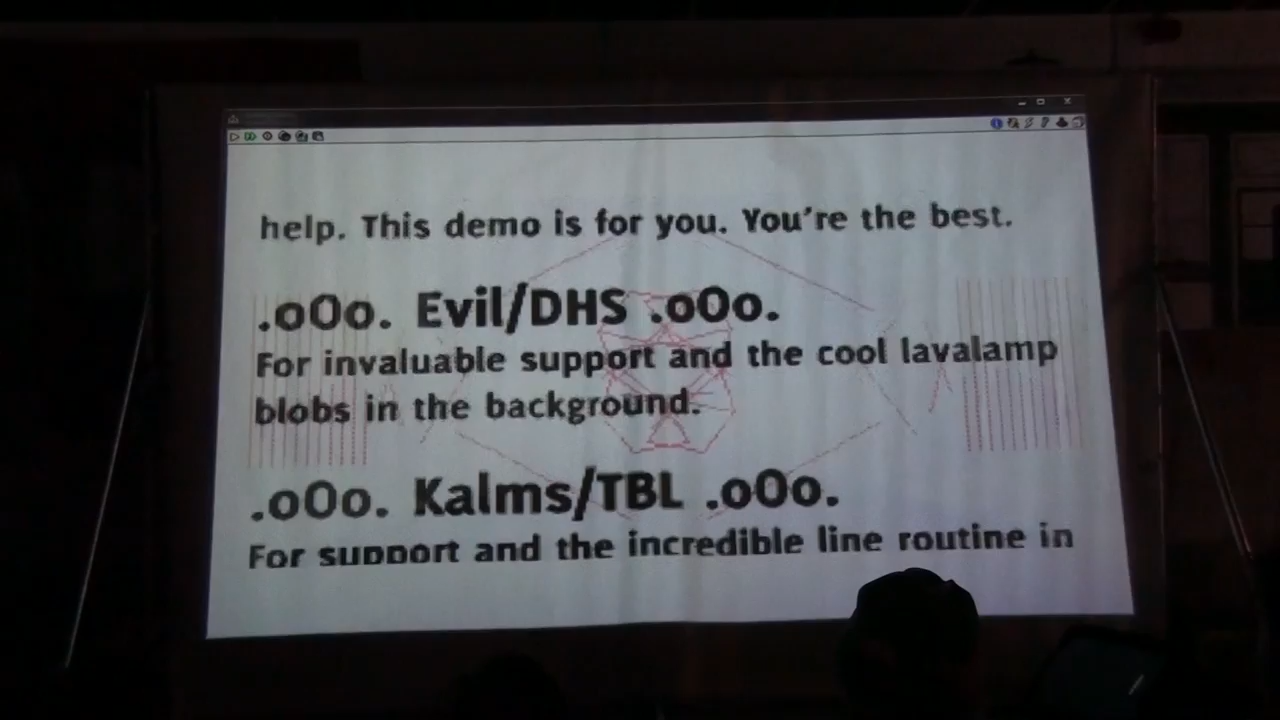 help. This demo is for you. You're the best.
.oOo. Evil/DHS .oOo.
For invaluable support and the cool lavalamp
blobs in the background.
.oOo. Kalms/TBL .oOo.
For support and the incredible line routine in